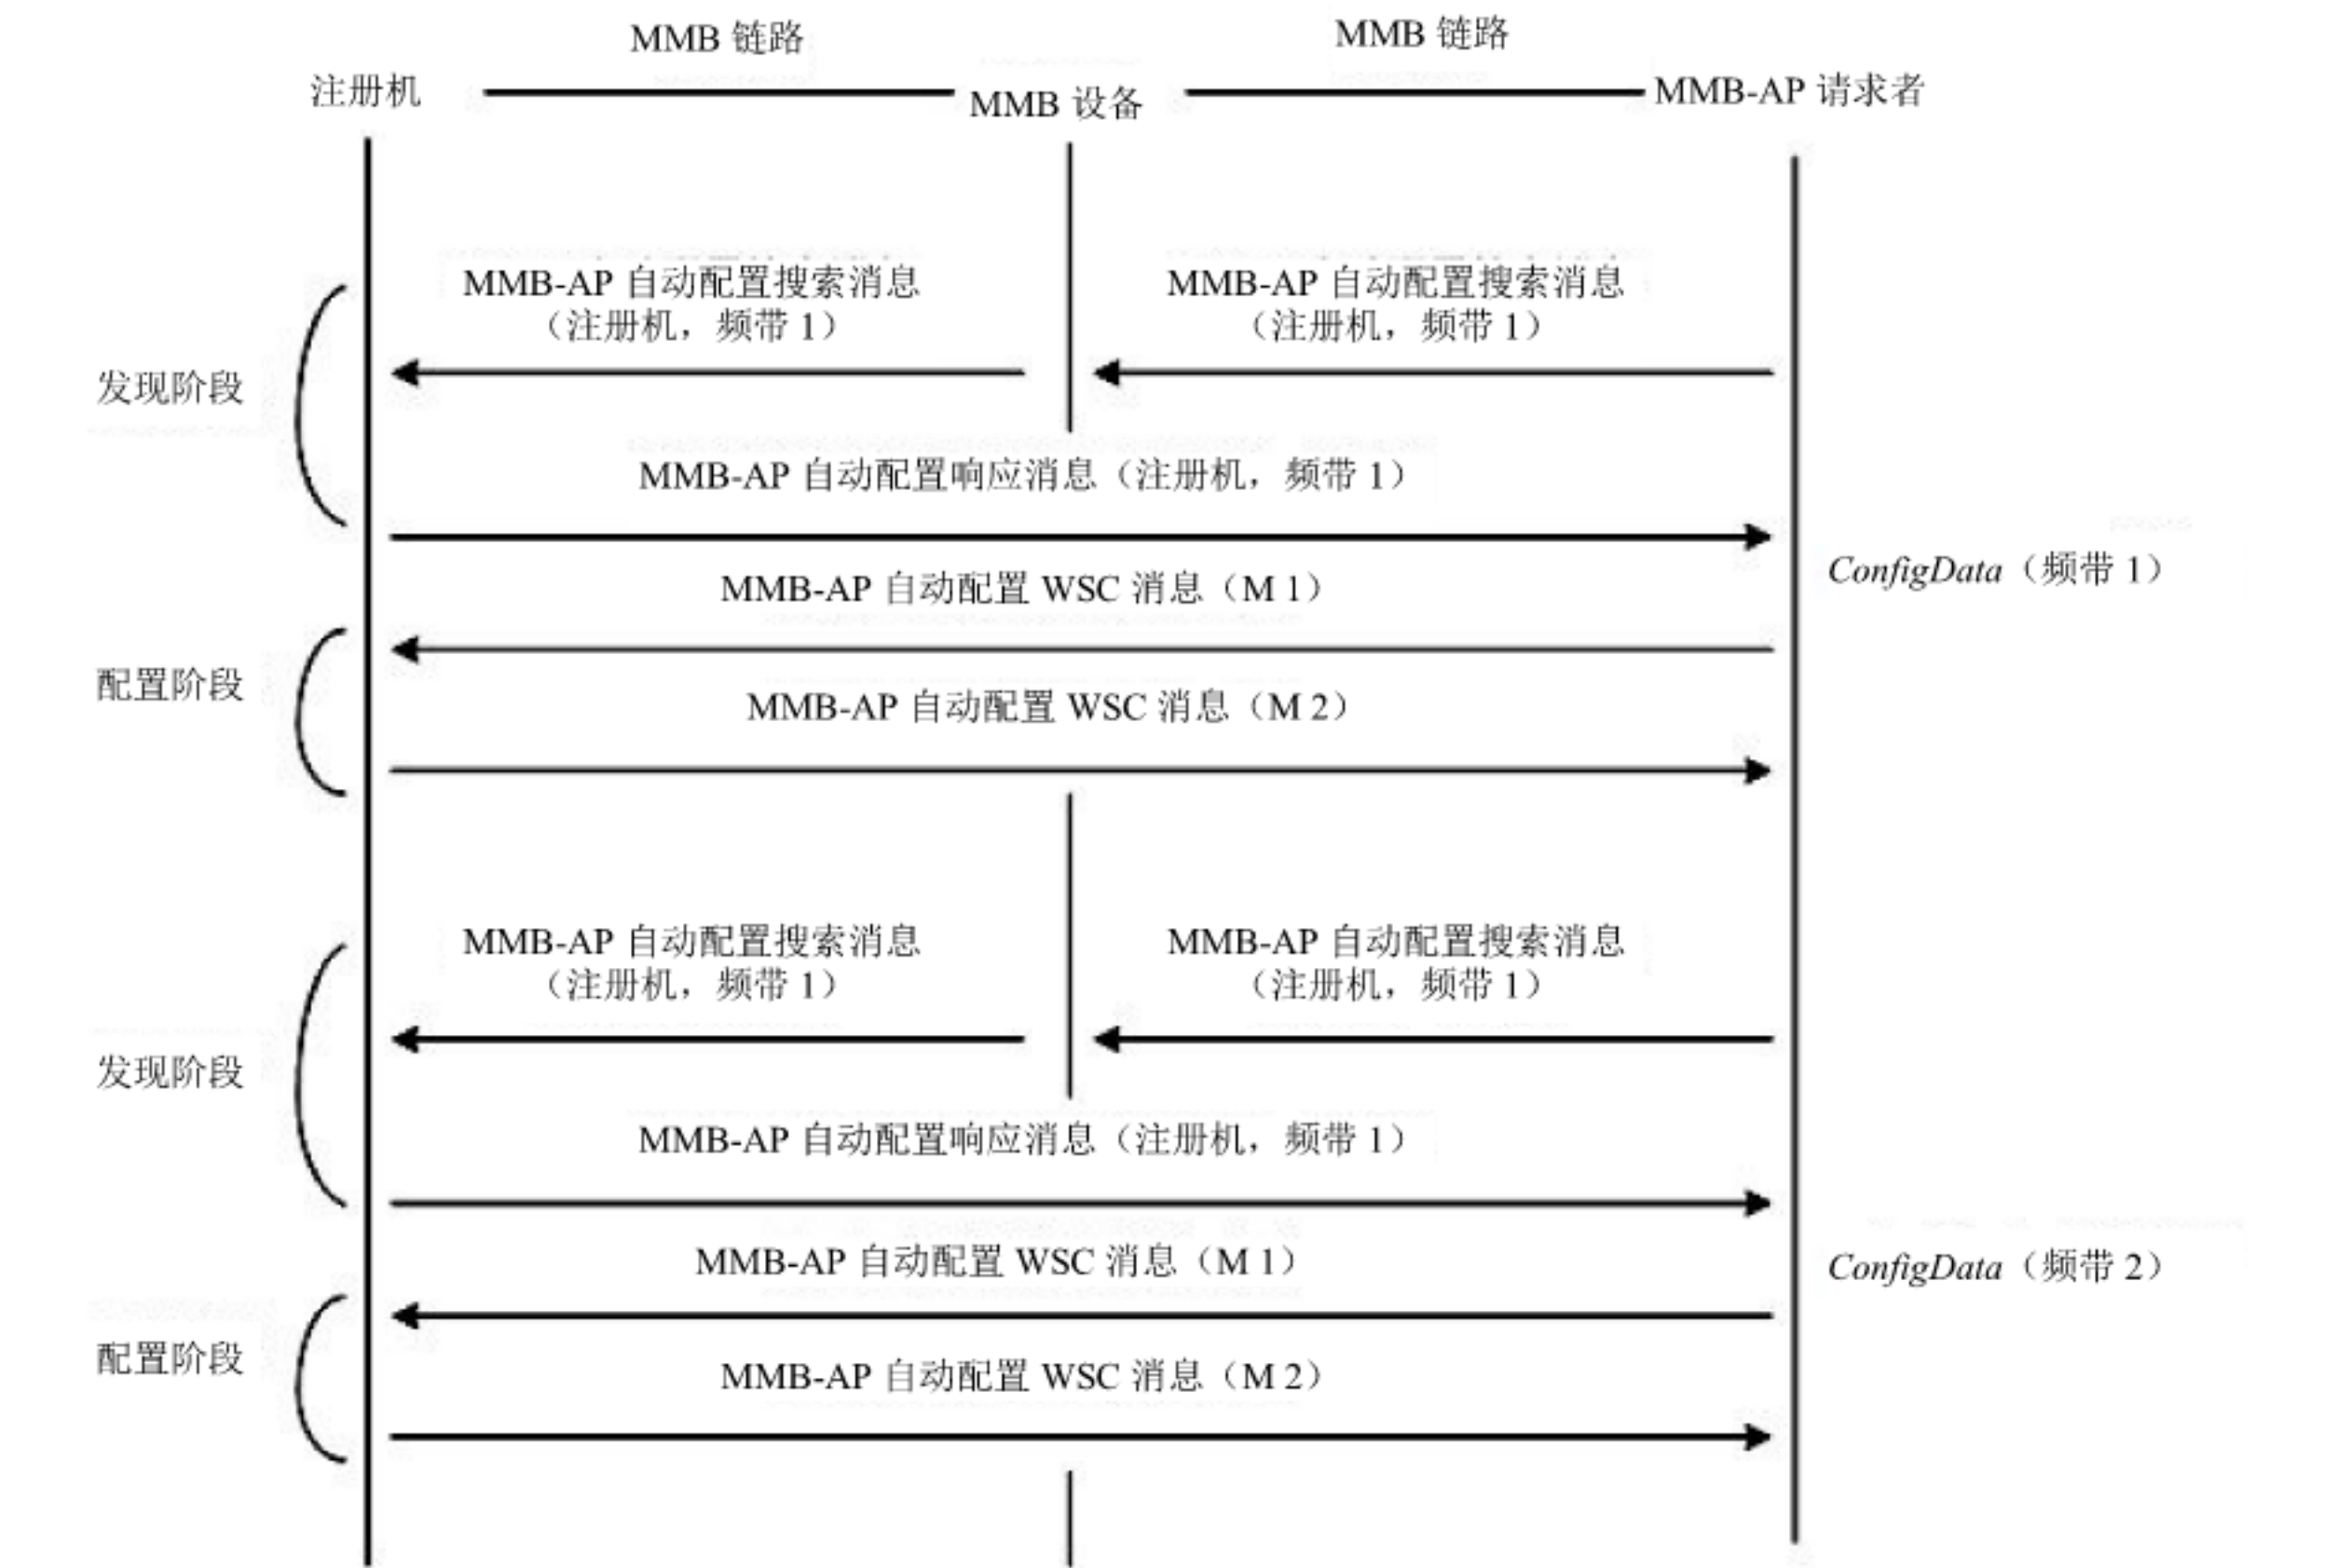 MMB 链路
MMB 链路
注册机
MMB 设备
MMB-AP 请求者
MMB-AP 自动配置搜索消息
（注册机，频带 1）
MMB-AP 自动配置搜索消息
（注册机，频带 1）
发现阶段
MMB-AP 自动配置响应消息（注册机，频带 1）
ConfigData（频带 1）
MMB-AP 自动配置 WSC 消息（M 1）
配置阶段
MMB-AP 自动配置 WSC 消息（M 2）
MMB-AP 自动配置搜索消息
（注册机，频带 1）
MMB-AP 自动配置搜索消息
（注册机，频带 1）
发现阶段
MMB-AP 自动配置响应消息（注册机，频带 1）
MMB-AP 自动配置 WSC 消息（M 1）
ConfigData（频带 2）
配置阶段
MMB-AP 自动配置 WSC 消息（M 2）